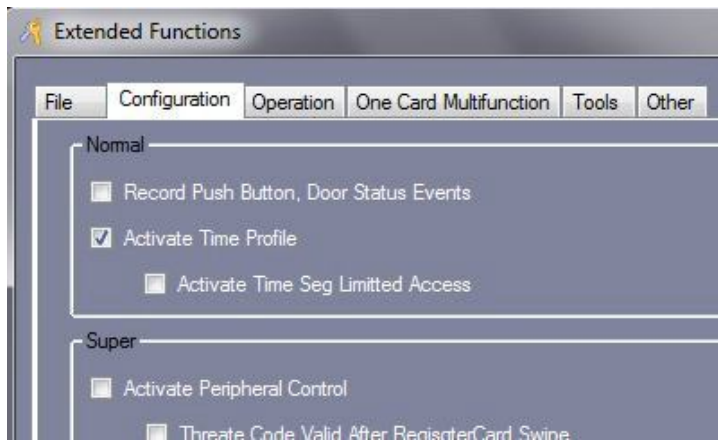 Extended Functions
File Configuration Operation One Card Multifunction Tools Other
Normal
Record Push Button, Door Status Events
Activate Time Profile
Activate Time Seg Limitted Access
Super
Activate Peripheral Control
Threate Code Valid After RegisgterCard Swipe